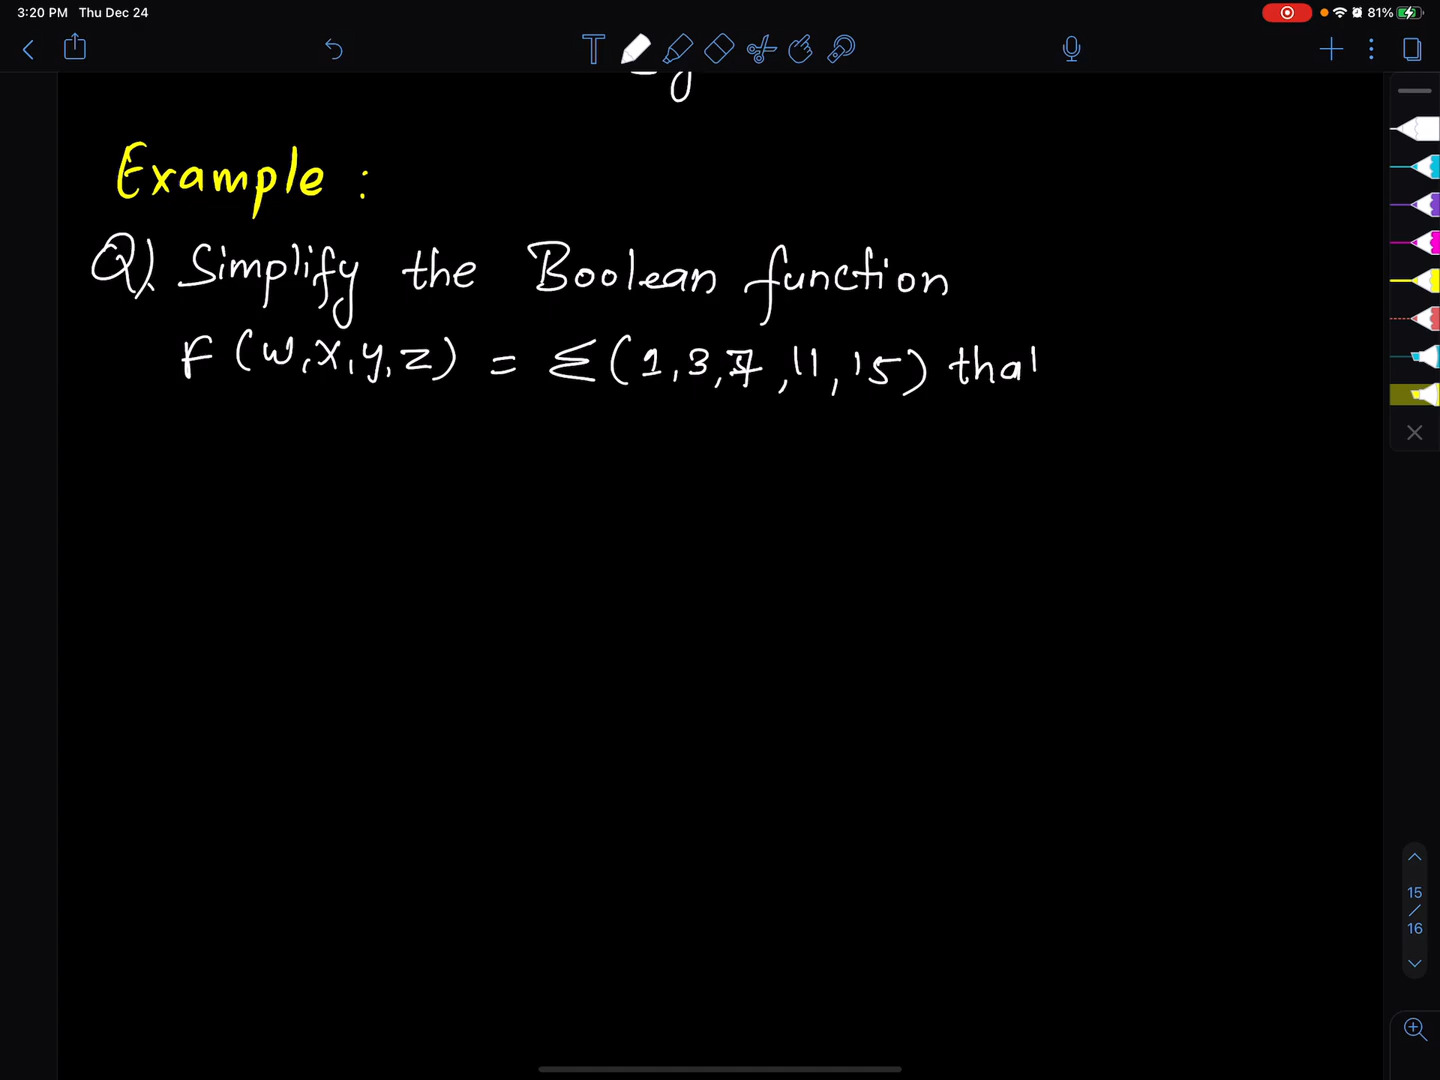 3:20 PM Thu Dec 24
81%
Example :
Q). Simplify the Boolean function
F (w, x, y, z) = Σ (1, 3, 7, 11, 15) that
15
/
16